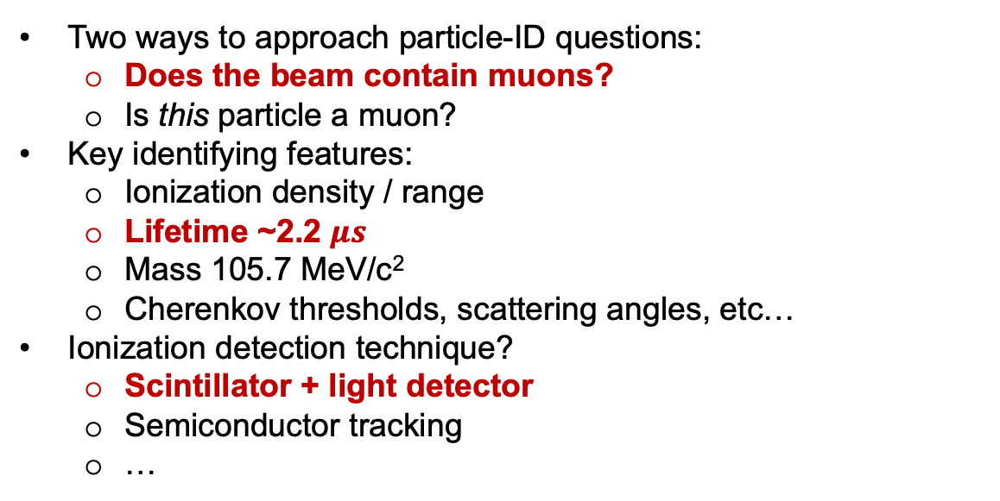 • Two ways to approach particle-ID questions:
o Does the beam contain muons?
o Is this particle a muon?
• Key identifying features:
o Ionization density / range
o Lifetime ~2.2 μs
o Mass 105.7 MeV/c²
o Cherenkov thresholds, scattering angles, etc…
• Ionization detection technique?
o Scintillator + light detector
o Semiconductor tracking
o …